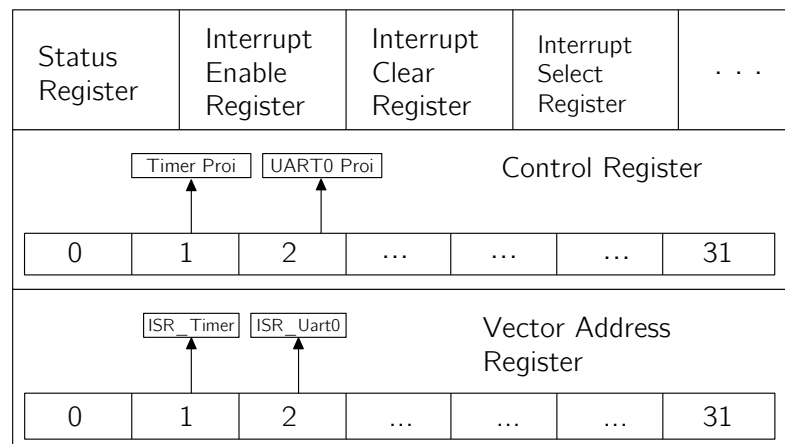 Status
Register
Interrupt
Enable
Register
Interrupt
Clear
Register
Interrupt
Select
Register
. . .
Timer Proi
UART0 Proi
Control Register
0 1 2 ... ... ... 31
ISR_Timer
ISR_Uart0
Vector Address
Register
0 1 2 ... ... ... 31